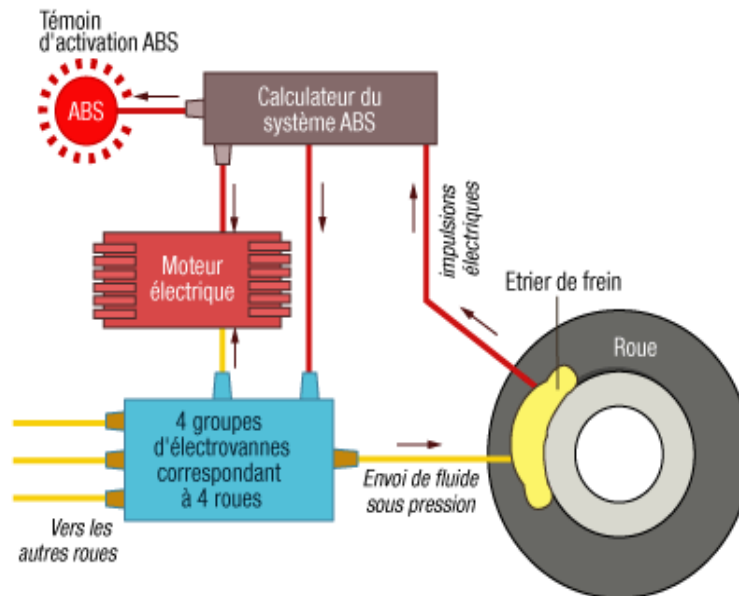 Témoin
d'activation ABS
ABS
Calculateur du
système ABS
impulsions
électriques
Moteur
électrique
Etrier de frein
Roue
4 groupes
d'électrovannes
correspondant
à 4 roues
Envoi de fluide
sous pression
Vers les
autres roues